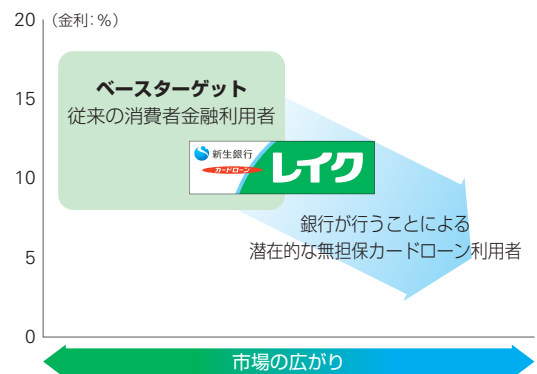 20
(金利：％)
15
10
5
0
ベースターゲット
従来の消費者金融利用者
新生銀行
カードローン
レイク
銀行が行うことによる
潜在的な無担保カードローン利用者
市場の広がり